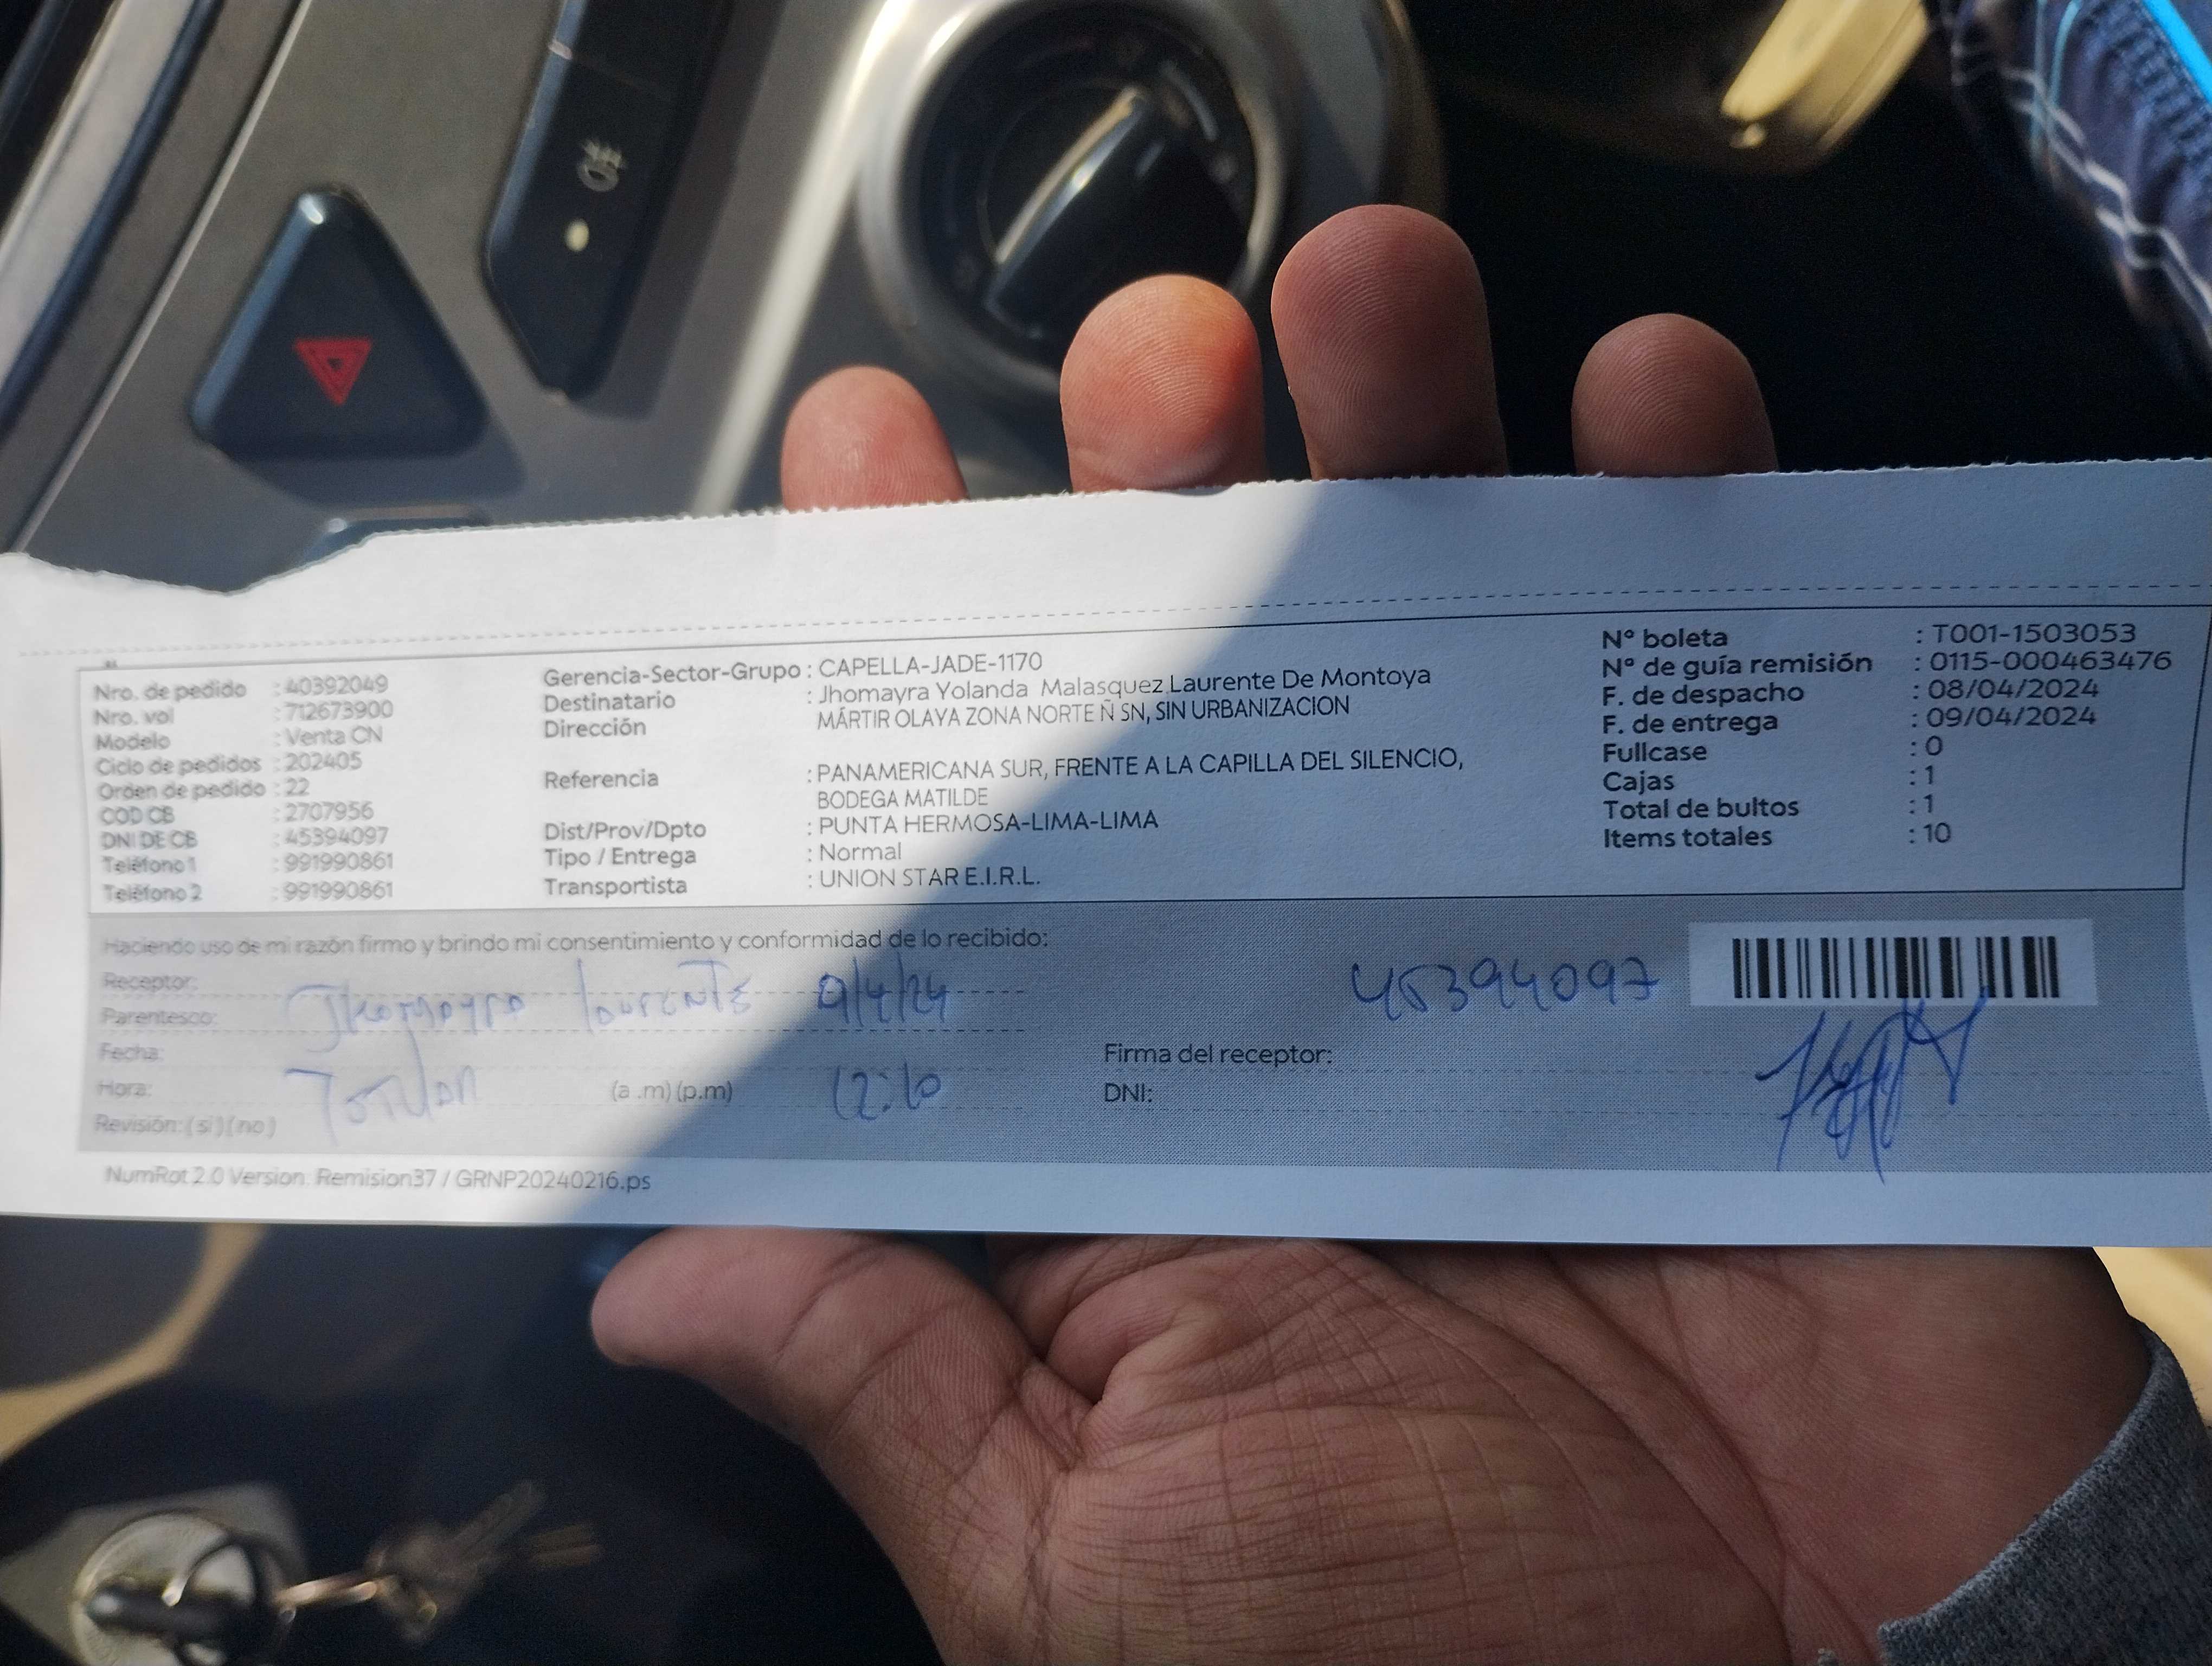 Nro. de pedido : 40392049
Nro. vol : 712673900
Modelo : Venta CN
Ciclo de pedidos : 202405
Orden de pedido : 22
COD CB : 2707956
DNI DE CB : 45394097
Teléfono 1 : 991990861
Teléfono 2 : 991990861
Gerencia-Sector-Grupo : CAPELLA-JADE-1170
Destinatario : Jhomayra Yolanda Malasquez Laurente De Montoya
Dirección MÁRTIR OLAYA ZONA NORTE Ñ SN, SIN URBANIZACION
Referencia : PANAMERICANA SUR, FRENTE A LA CAPILLA DEL SILENCIO,
BODEGA MATILDE
Dist/Prov/Dpto : PUNTA HERMOSA-LIMA-LIMA
Tipo / Entrega : Normal
Transportista : UNION STAR E.I.R.L.
N° boleta : T001-1503053
N° de guía remisión : 0115-000463476
F. de despacho : 08/04/2024
F. de entrega : 09/04/2024
Fullcase : 0
Cajas : 1
Total de bultos : 1
Items totales : 10
Haciendo uso de mi razón firmo y brindo mi consentimiento y conformidad de lo recibido:
Receptor: Jhomayra Laurente 9/4/24 45394097
Parentesco:
Fecha: Firma del receptor:
Hora: Titular (a .m) (p.m) 12:10 DNI:
Revisión: ( si ) ( no )
NumRot 2.0 Version: Remision37 / GRNP20240216.ps